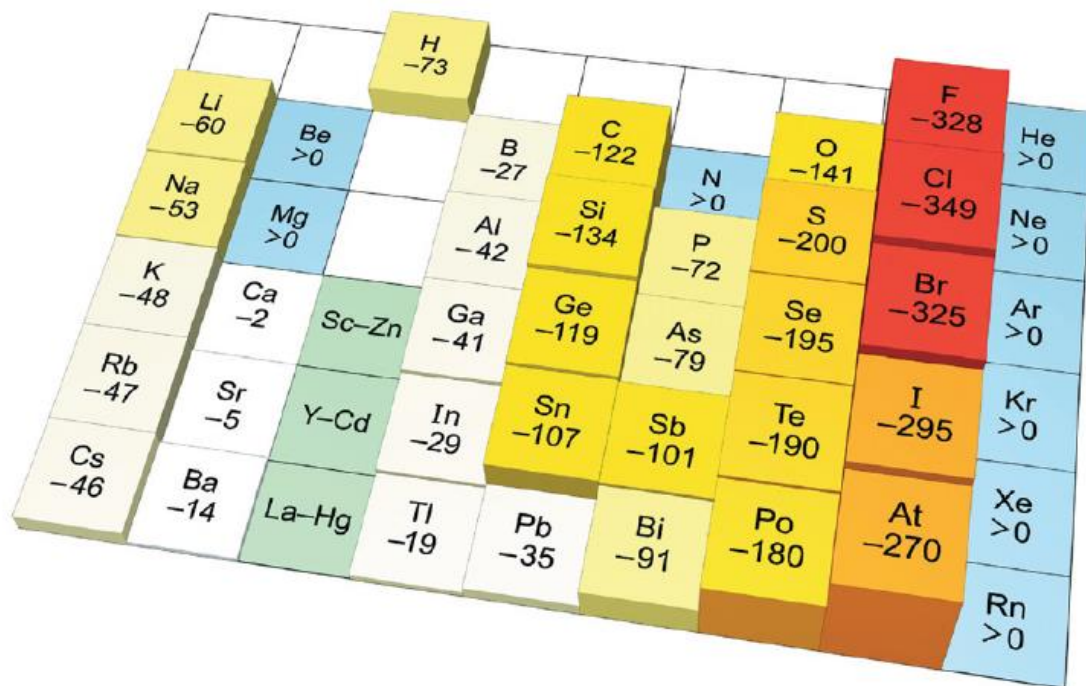 H
–73
Li
–60
Be
>0
B
–27
C
–122
N
>0
O
–141
F
–328
He
>0
Na
–53
Mg
>0
Al
–42
Si
–134
P
–72
S
–200
Cl
–349
Ne
>0
K
–48
Ca
–2
Sc–Zn
Ga
–41
Ge
–119
As
–79
Se
–195
Br
–325
Ar
>0
Rb
–47
Sr
–5
Y–Cd
In
–29
Sn
–107
Sb
–101
Te
–190
I
–295
Kr
>0
Cs
–46
Ba
–14
La–Hg
Tl
–19
Pb
–35
Bi
–91
Po
–180
At
–270
Xe
>0
Rn
>0